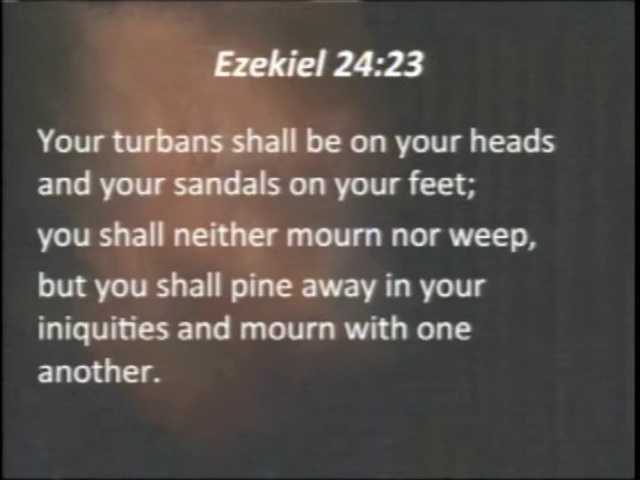 Ezekiel 24:23
Your turbans shall be on your heads
and your sandals on your feet;
you shall neither mourn nor weep,
but you shall pine away in your
iniquities and mourn with one
another.